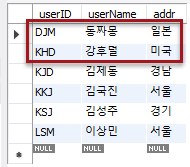 userID userName addr
DJM 동짜몽 일본
KHD 강후덜 미국
KJD 김제동 경남
KKJ 김국진 서울
KSJ 김성주 경기
LSM 이상민 서울
NULL NULL NULL